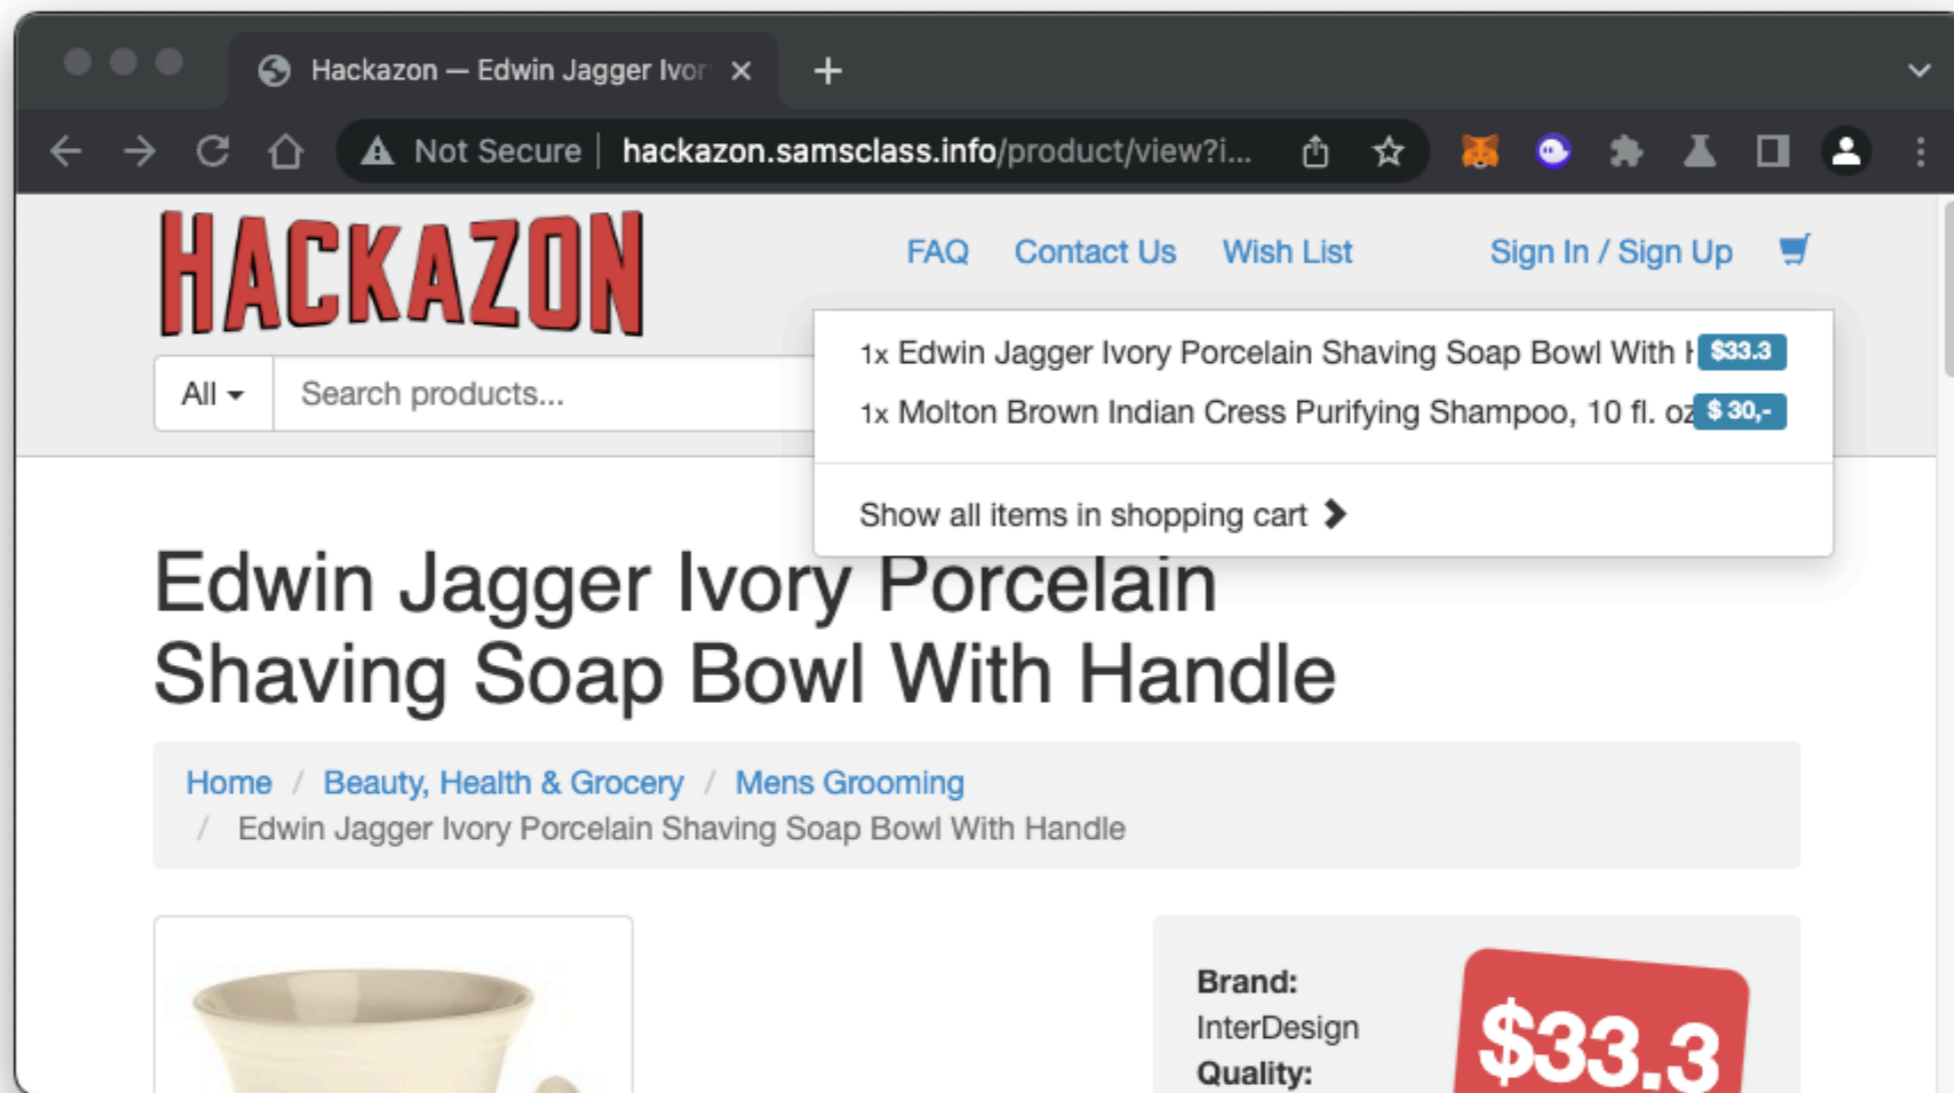 Hackazon — Edwin Jagger Ivor
Not Secure | hackazon.samsclass.info/product/view?i...
HACKAZON
FAQ Contact Us Wish List Sign In / Sign Up
1x Edwin Jagger Ivory Porcelain Shaving Soap Bowl With $33.3
1x Molton Brown Indian Cress Purifying Shampoo, 10 fl. oz $ 30,-
All Search products...
Show all items in shopping cart
Edwin Jagger Ivory Porcelain
Shaving Soap Bowl With Handle
Home / Beauty, Health & Grocery / Mens Grooming
/ Edwin Jagger Ivory Porcelain Shaving Soap Bowl With Handle
Brand:
InterDesign
$33.3
Quality: